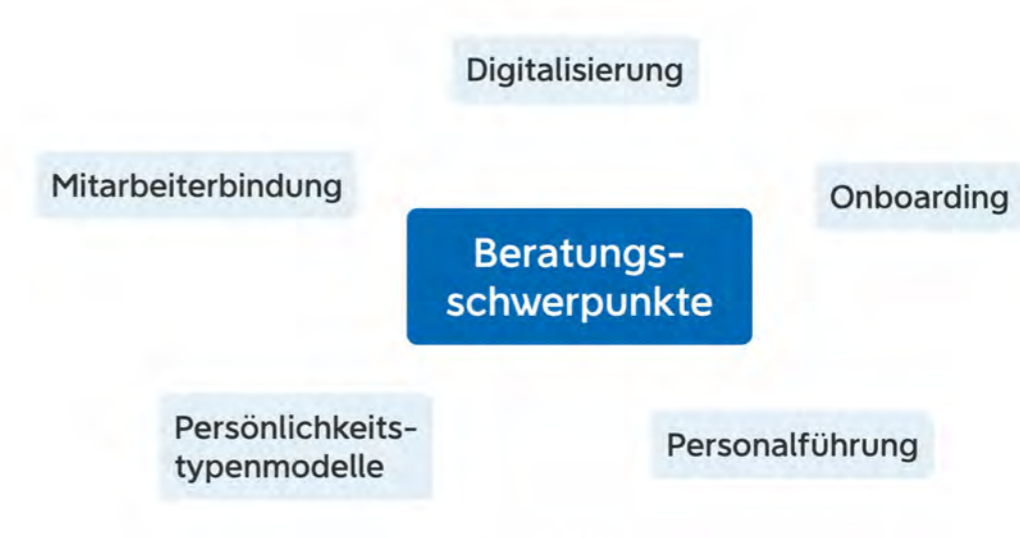 Digitalisierung
Mitarbeiterbindung
Onboarding
Beratungs-
schwerpunkte
Persönlichkeits-
typenmodelle
Personalführung